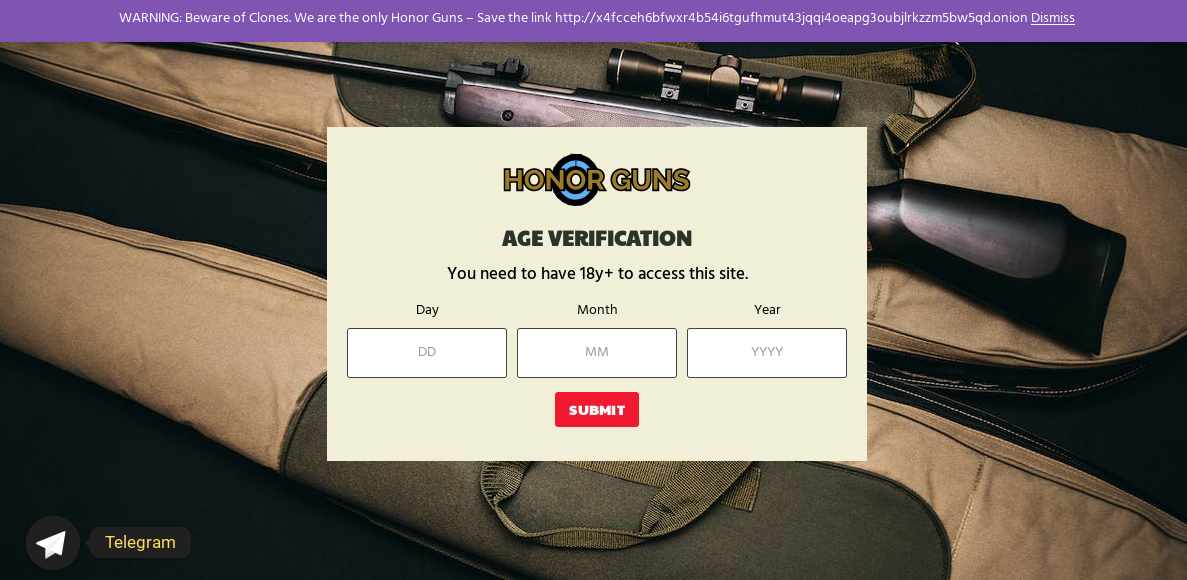 WARNING: Beware of Clones. We are the only Honor Guns – Save the link http://x4fcceh6bfwxr4b54i6tgufhmut43jqqi4oeapg3oubjlrkzzm5bw5qd.onion Dismiss
HONOR GUNS
AGE VERIFICATION
You need to have 18y+ to access this site.
Day Month Year
DD MM YYYY
SUBMIT
Telegram